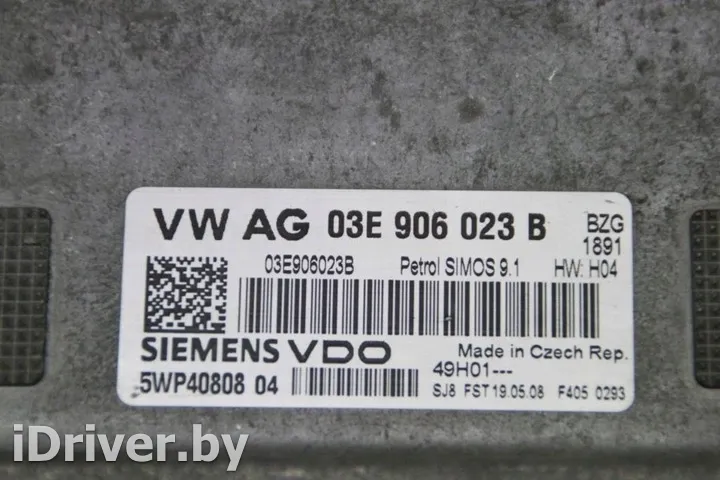 VW AG 03E 906 023 B BZG
1891
03E906023B Petrol SIMOS 9.1 HW: H04
SIEMENS VDO Made in Czech Rep.
49H01---
5WP40808 04 SJ8 FST 19.05.08 F405 0293
iDriver.by